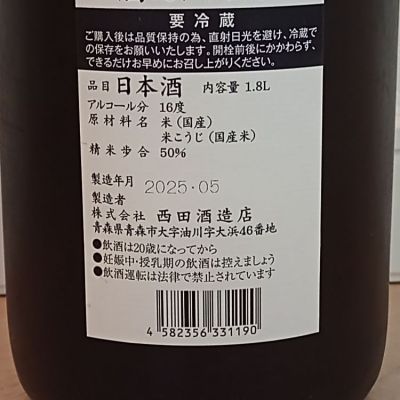 要冷蔵
ご購入後は品質保持の為、直射日光を避け、冷蔵で
の保存をお願いいたします。開栓前後にかかわらず、
できるだけお早めにお召し上がりください。
品目 日本酒 内容量 1.8L
アルコール分 16度
原材料名 米(国産)
米こうじ(国産米)
精米歩合 50%
製造年月 2025.05
製造者
株式会社 西田酒造店
青森県青森市大字油川字大浜46番地
●飲酒は20歳になってから
●妊娠中・授乳期の飲酒は控えましょう
●飲酒運転は法律で禁止されています
4 582356 331190